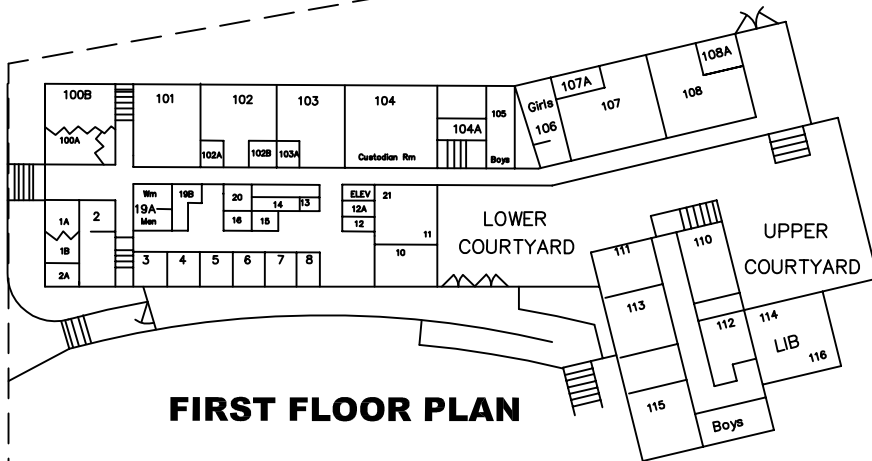 108A
107A
100B
101
102
103
104
Girls
107
108
105
106
104A
100A
102A
102B
103A
Custodian Rm
Boys
Wm
19B
ELEV
21
19A
20
14
13
12A
1A
2
Men
16
15
12
11
LOWER
COURTYARD
UPPER
COURTYARD
1B
10
111
110
2A
3
4
5
6
7
8
113
112
114
LIB
116
115
Boys
FIRST FLOOR PLAN